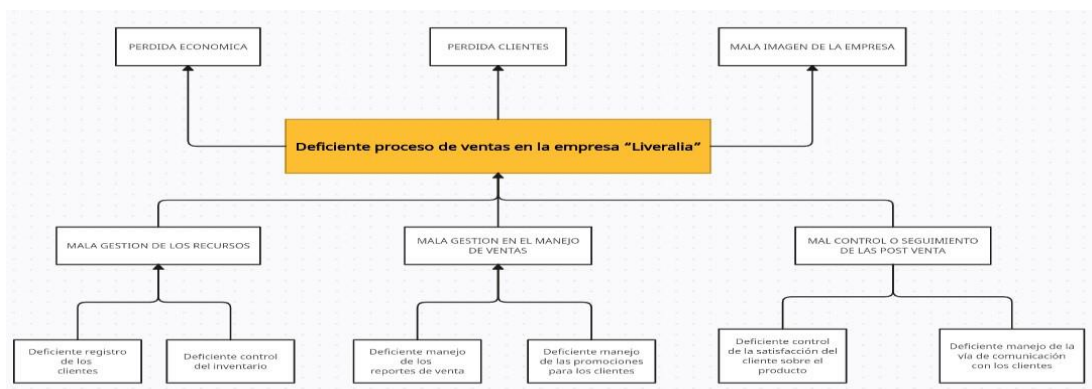 PERDIDA ECONOMICA
PERDIDA CLIENTES
MALA IMAGEN DE LA EMPRESA
Deficiente proceso de ventas en la empresa “Liveralia”
MALA GESTION DE LOS RECURSOS
MALA GESTION EN EL MANEJO
DE VENTAS
MAL CONTROL O SEGUIMIENTO
DE LAS POST VENTA
Deficiente registro
de los
clientes
Deficiente control
del inventario
Deficiente manejo
de los
reportes de venta
Deficiente manejo
de las promociones
para los clientes
Deficiente control
de la satisfacción del
cliente sobre el
producto
Deficiente manejo de la
vía de comunicación
con los clientes